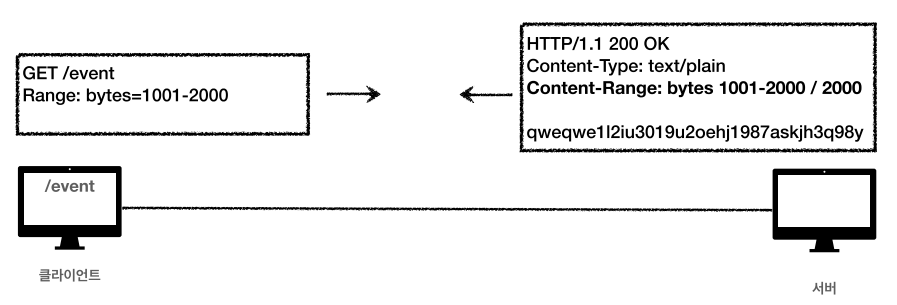 GET /event
Range: bytes=1001-2000
HTTP/1.1 200 OK
Content-Type: text/plain
Content-Range: bytes 1001-2000 / 2000
qweqwe1l2iu3019u2oehj1987askjh3q98y
/event
클라이언트
서버